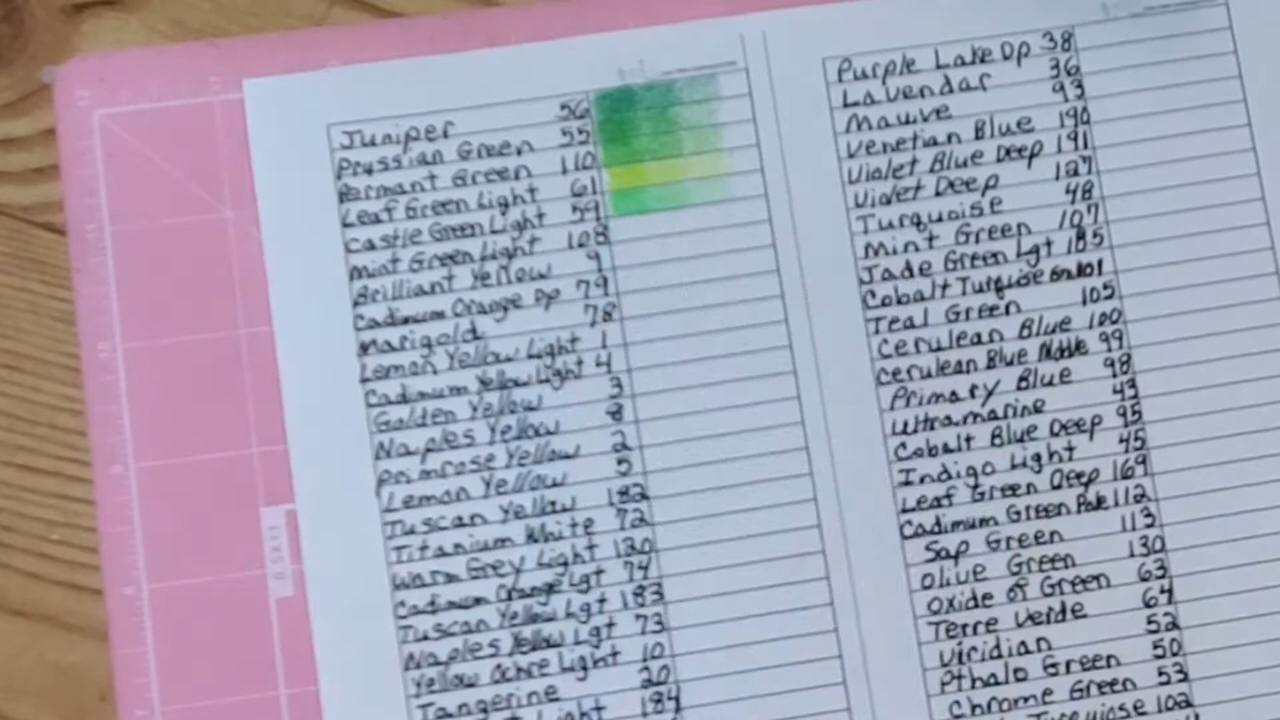 Juniper 56
Prussian Green 55
Permant Green 110
Leaf Green Light 61
Castle Green Light 59
Mint Green Light 108
Brilliant Yellow 9
Cadimum Orange Dp 79
Marigold 78
Lemon Yellow Light 1
Cadimum Yellow Light 4
Golden Yellow 3
Naples Yellow 8
Primrose Yellow 2
Lemon Yellow 5
Tuscan Yellow 182
Titanium White 72
Warm Grey Light 120
Cadimum Orange Lgt 74
Tuscan Yellow Lgt 183
Naples Yellow Lgt 73
Yellow Ochre Light 10
Tangerine 20
Light 184
Purple Lake Dp 38
Lavendar 36
Mauve 93
Venetian Blue 190
Violet Blue Deep 191
Violet Deep 127
Turquoise 48
Mint Green 107
Jade Green Lgt 185
Cobalt Turquise Grn 101
Teal Green 105
Cerulean Blue 100
Cerulean Blue 99
Primary Blue 98
Ultramarine 43
Cobalt Blue Deep 95
Indigo Light 45
Leaf Green Deep 169
Cadimum Green Pale 112
Sap Green 113
Olive Green 130
Oxide of Green 63
Terre Verde 64
Viridian 52
Pthalo Green 50
Chrome Green 53
Turquoise 102
8.5X11